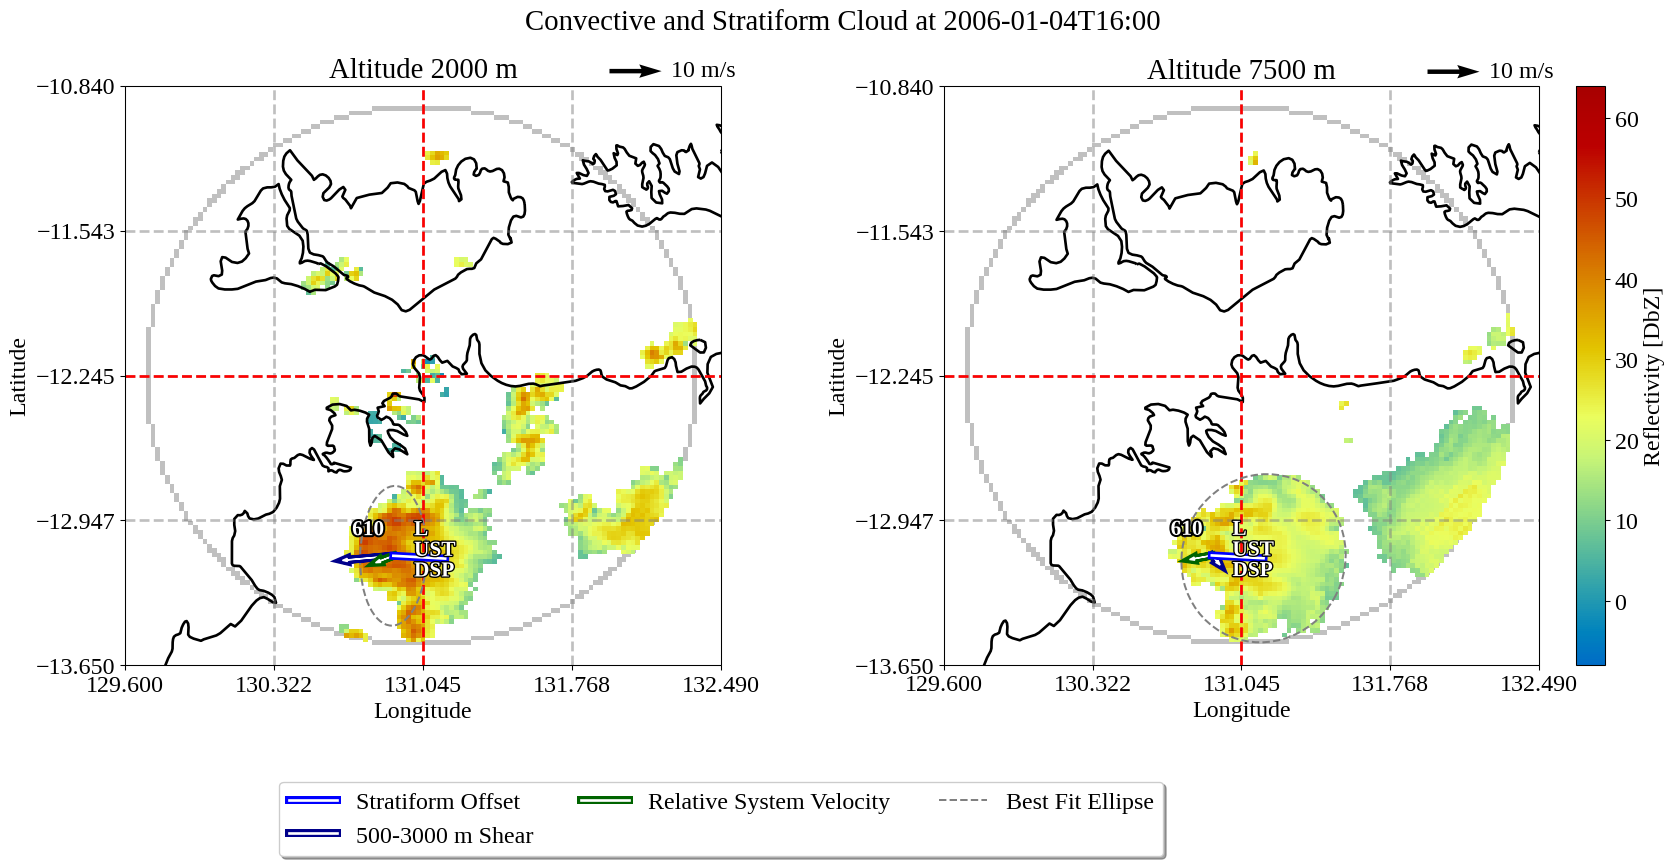 Convective and Stratiform Cloud at 2006-01-04T16:00
Altitude 2000 m
10 m/s
Altitude 7500 m
10 m/s
−10.840
−11.543
−12.245
−12.947
−13.650
Latitude
610
L
UST
DSP
129.600
130.322
131.045
131.768
132.490
Longitude
−10.840
−11.543
−12.245
−12.947
−13.650
Latitude
610
L
UST
DSP
129.600
130.322
131.045
131.768
132.490
Longitude
60
50
40
30
20
10
0
Reflectivity [DbZ]
Stratiform Offset
Relative System Velocity
Best Fit Ellipse
500-3000 m Shear